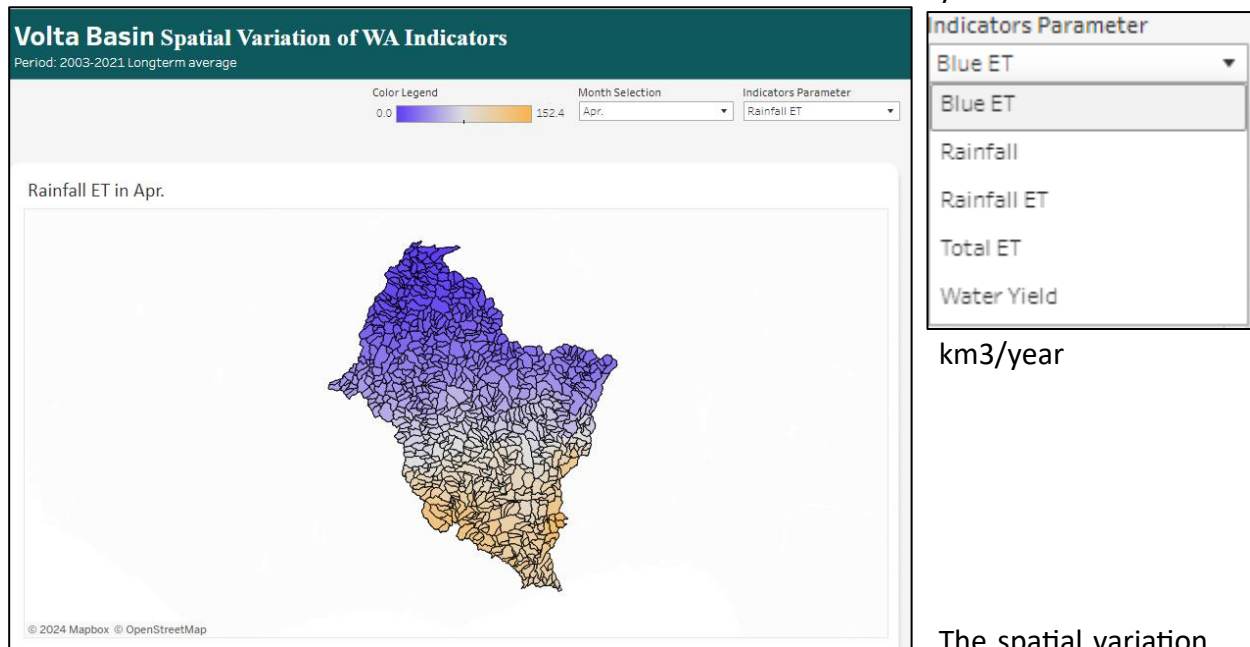 Volta Basin Spatial Variation of WA Indicators
Period: 2003-2021 Longterm average
Color Legend
0.0 152.4
Month Selection
Apr.
Indicators Parameter
Rainfall ET
Rainfall ET in Apr.
© 2024 Mapbox © OpenStreetMap
Indicators Parameter
Blue ET
Blue ET
Rainfall
Rainfall ET
Total ET
Water Yield
km3/year
The spatial variation